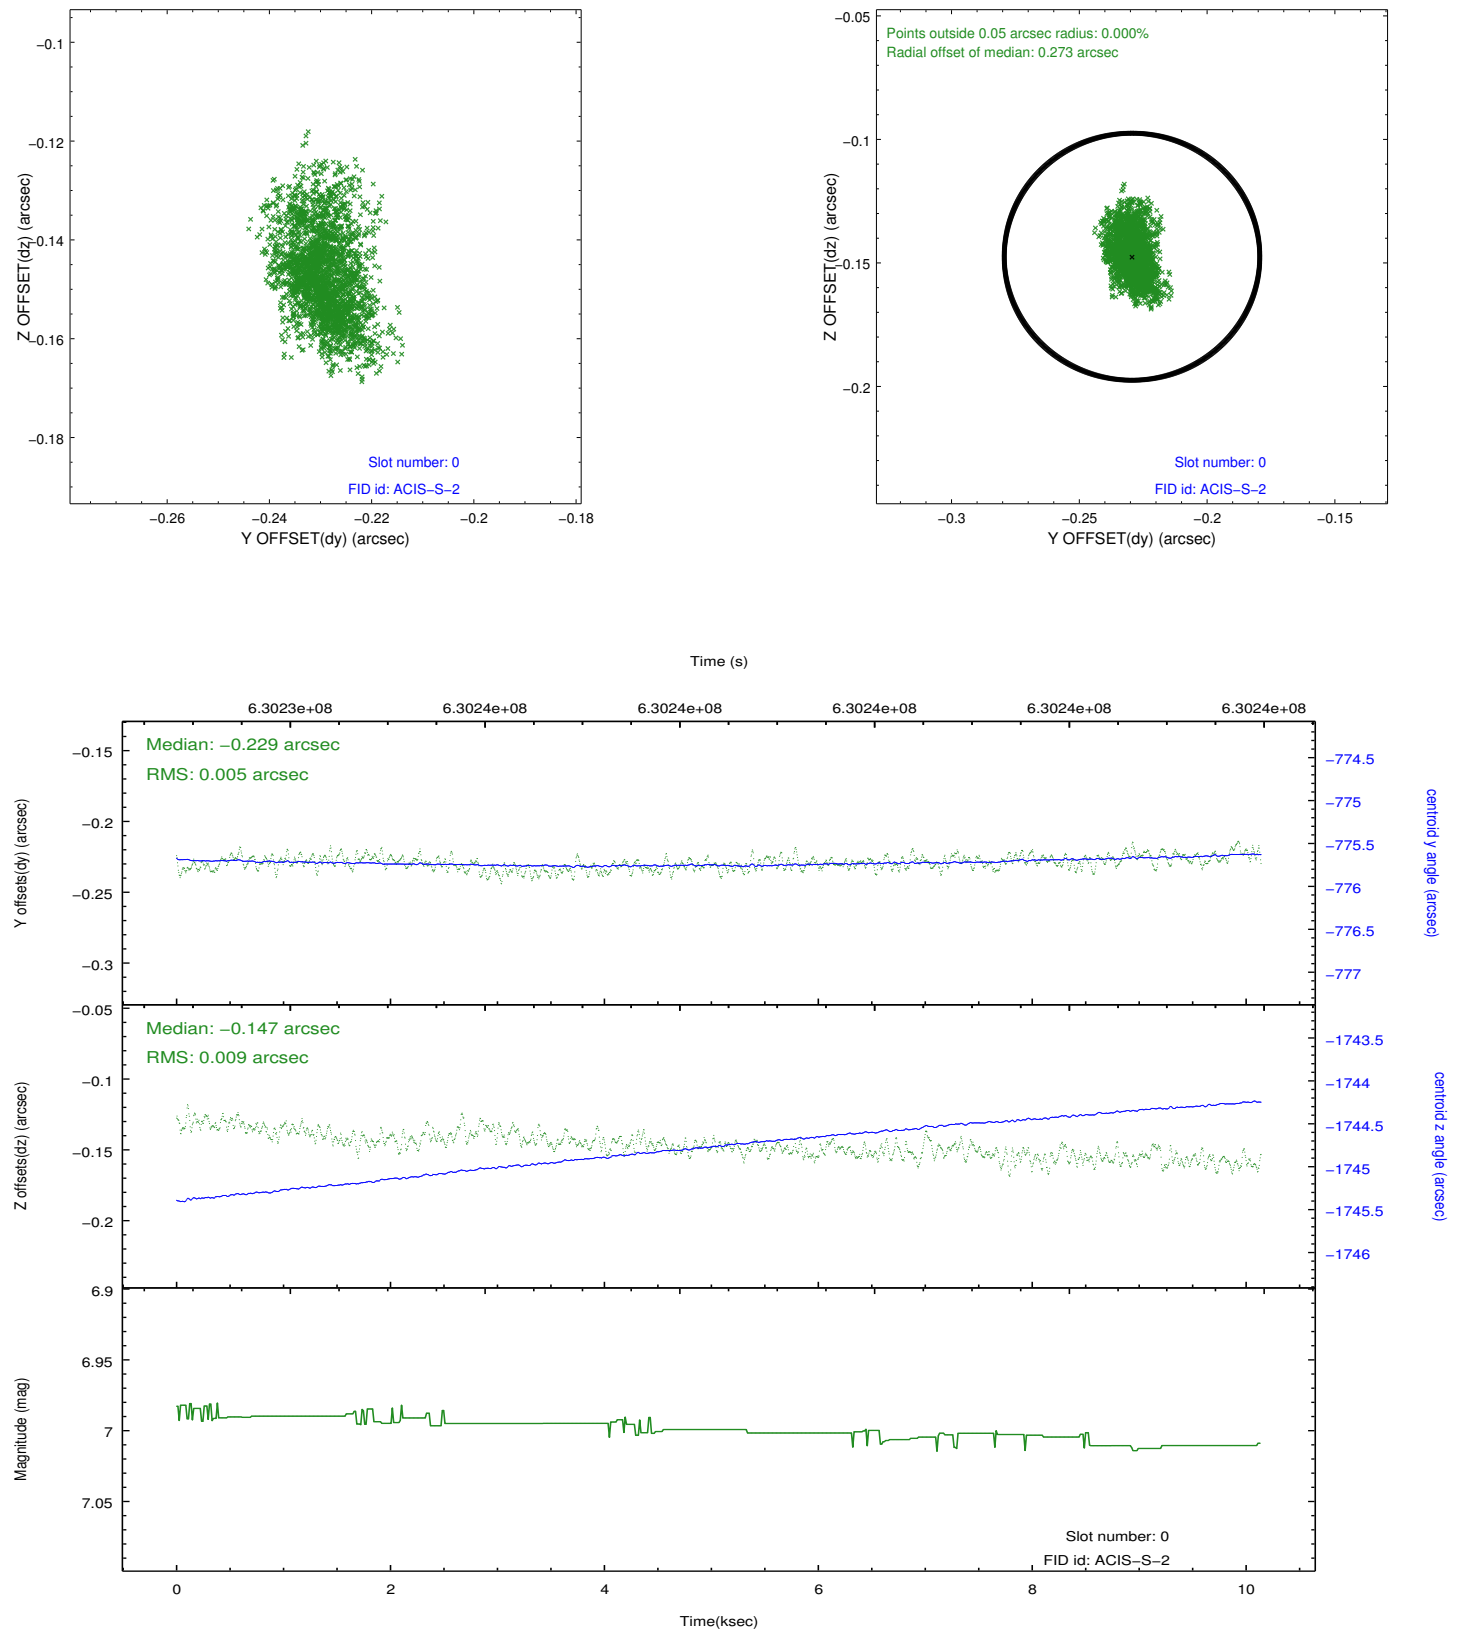 −0.1
−0.12
−0.14
−0.16
−0.18
Z OFFSET(dz) (arcsec)
Slot number: 0
FID id: ACIS−S−2
−0.26 −0.24 −0.22 −0.2 −0.18
Y OFFSET(dy) (arcsec)
−0.05
−0.1
−0.15
−0.2
Z OFFSET(dz) (arcsec)
Points outside 0.05 arcsec radius: 0.000%
Radial offset of median: 0.273 arcsec
Slot number: 0
FID id: ACIS−S−2
−0.3 −0.25 −0.2 −0.15
Y OFFSET(dy) (arcsec)
Time (s)
6.3023e+08 6.3024e+08 6.3024e+08 6.3024e+08 6.3024e+08 6.3024e+08
Median: −0.229 arcsec
RMS: 0.005 arcsec
−0.15
−0.2
−0.25
−0.3
Y offsets(dy) (arcsec)
−774.5
−775
−775.5
−776
−776.5
−777
centroid y angle (arcsec)
Median: −0.147 arcsec
RMS: 0.009 arcsec
−0.05
−0.1
−0.15
−0.2
Z offsets(dz) (arcsec)
−1743.5
−1744
−1744.5
−1745
−1745.5
−1746
centroid z angle (arcsec)
6.9
6.95
7
7.05
Magnitude (mag)
Slot number: 0
FID id: ACIS−S−2
0 2 4 6 8 10
Time(ksec)